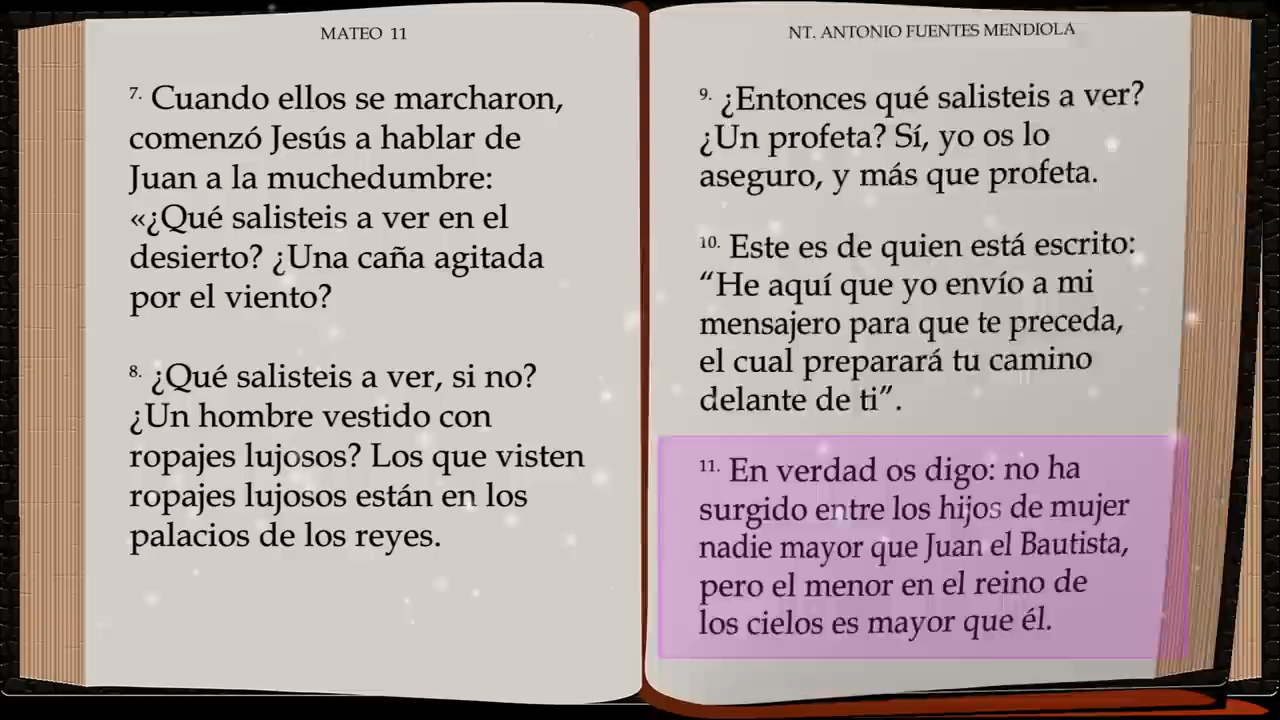 MATEO 11
7. Cuando ellos se marcharon,
comenzó Jesús a hablar de
Juan a la muchedumbre:
«¿Qué salisteis a ver en el
desierto? ¿Una caña agitada
por el viento?
8. ¿Qué salisteis a ver, si no?
¿Un hombre vestido con
ropajes lujosos? Los que visten
ropajes lujosos están en los
palacios de los reyes.
NT. ANTONIO FUENTES MENDIOLA
9. ¿Entonces qué salisteis a ver?
¿Un profeta? Sí, yo os lo
aseguro, y más que profeta.
10. Este es de quien está escrito:
“He aquí que yo envío a mi
mensajero para que te preceda,
el cual preparará tu camino
delante de ti”.
11. En verdad os digo: no ha
surgido entre los hijos de mujer
nadie mayor que Juan el Bautista,
pero el menor en el reino de
los cielos es mayor que él.